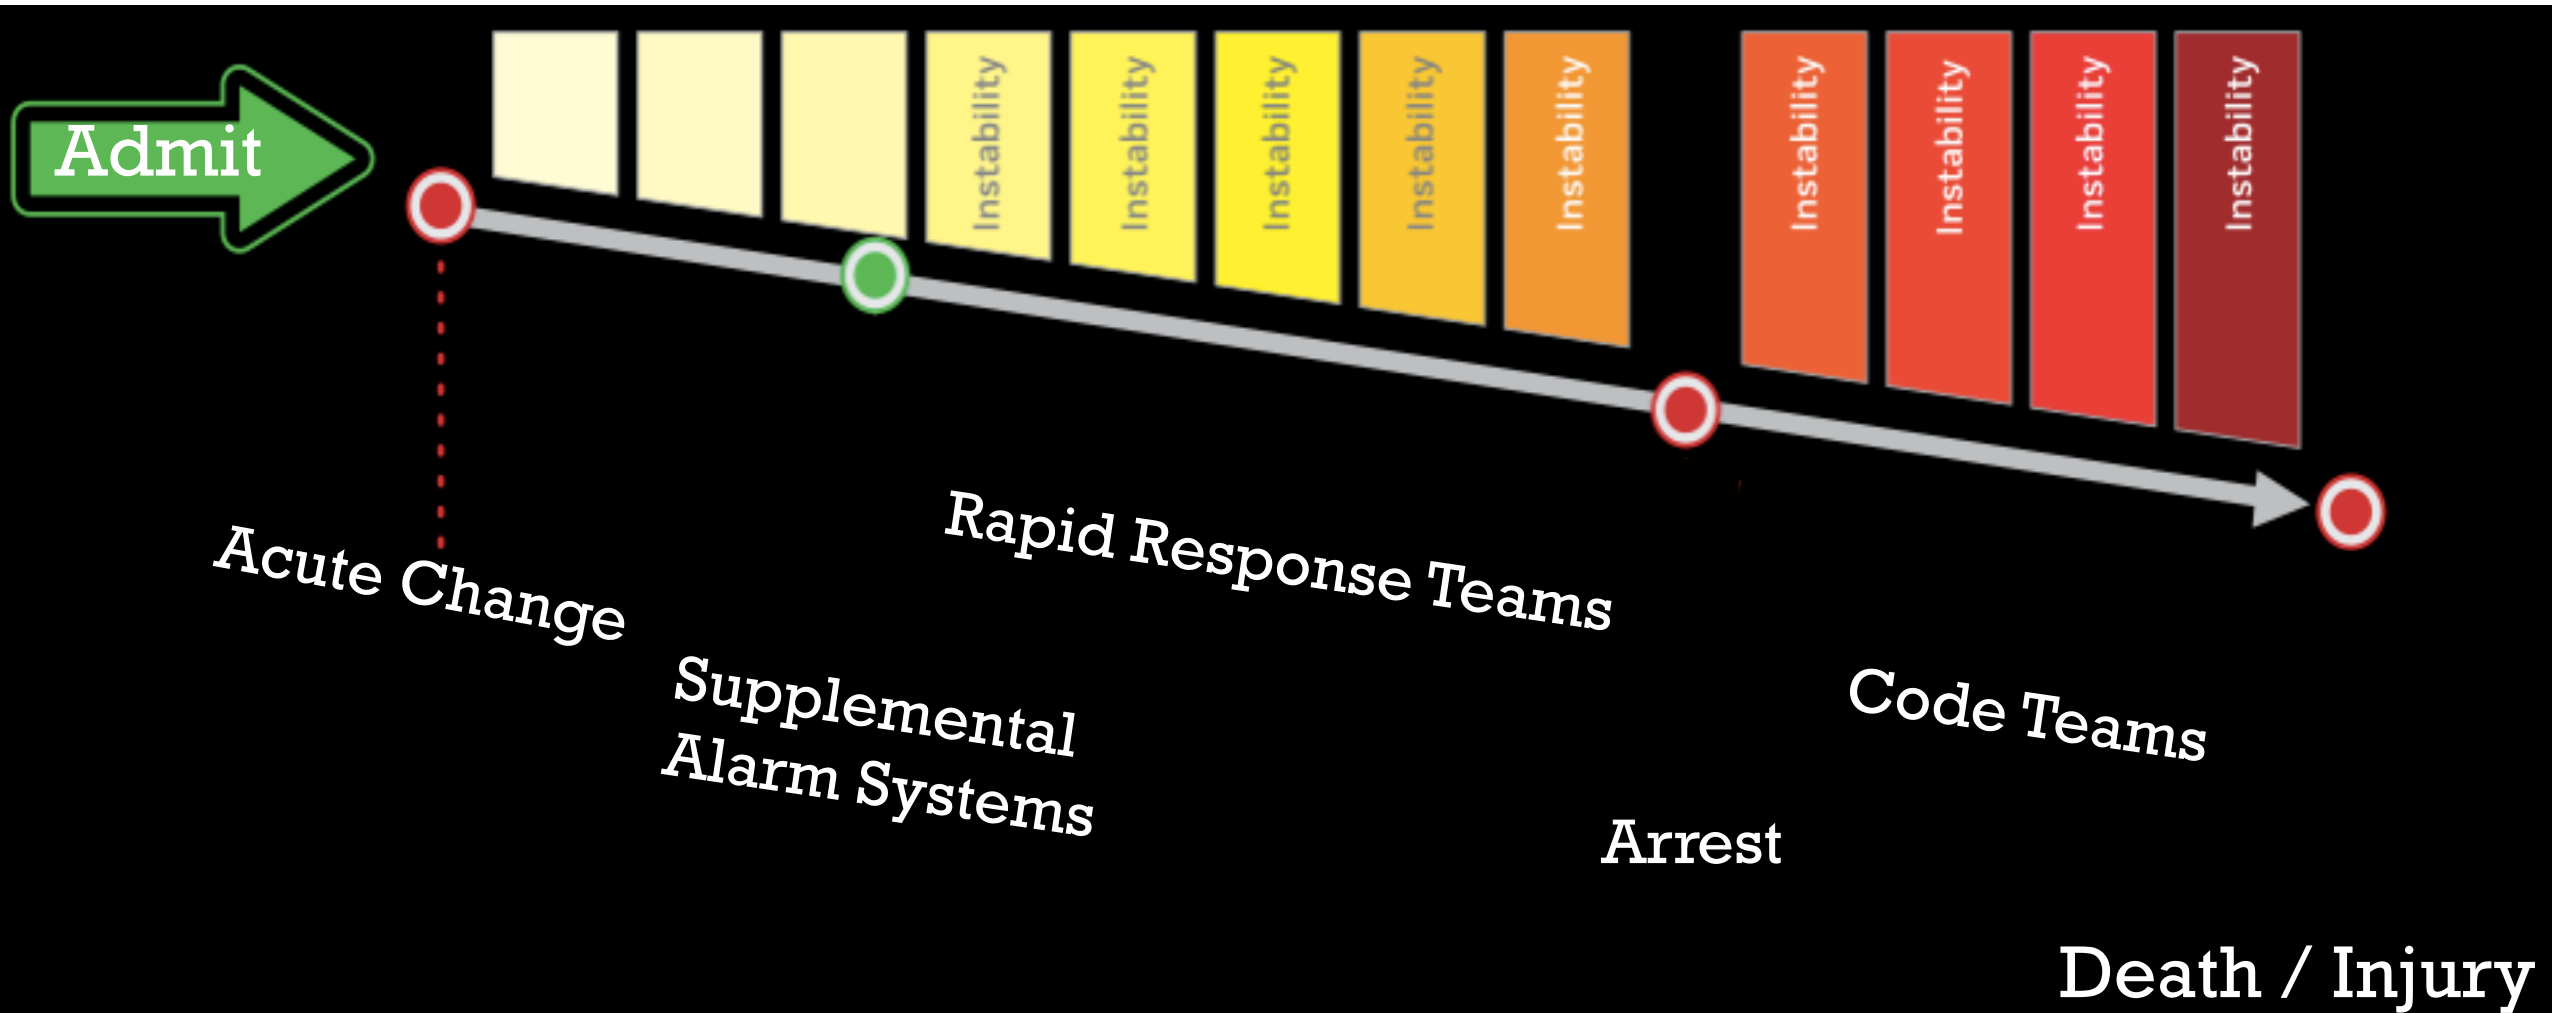 Admit
Instability
Instability
Instability
Instability
Instability
Instability
Instability
Instability
Instability
Acute Change
Rapid Response Teams
Supplemental
Alarm Systems
Code Teams
Arrest
Death / Injury